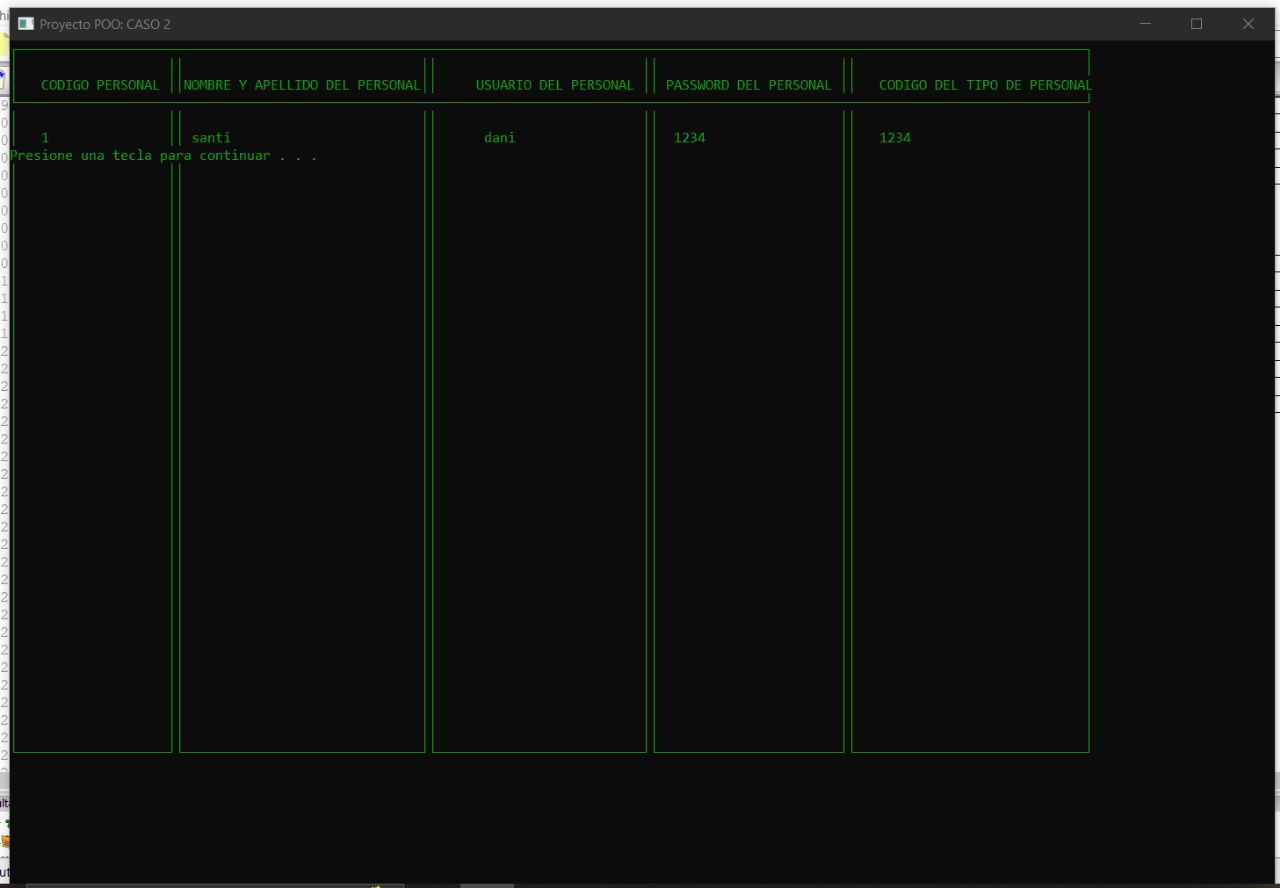 Proyecto POO: CASO 2
CODIGO PERSONAL NOMBRE Y APELLIDO DEL PERSONAL USUARIO DEL PERSONAL PASSWORD DEL PERSONAL CODIGO DEL TIPO DE PERSONAL
1 santi dani 1234 1234
Presione una tecla para continuar . . .